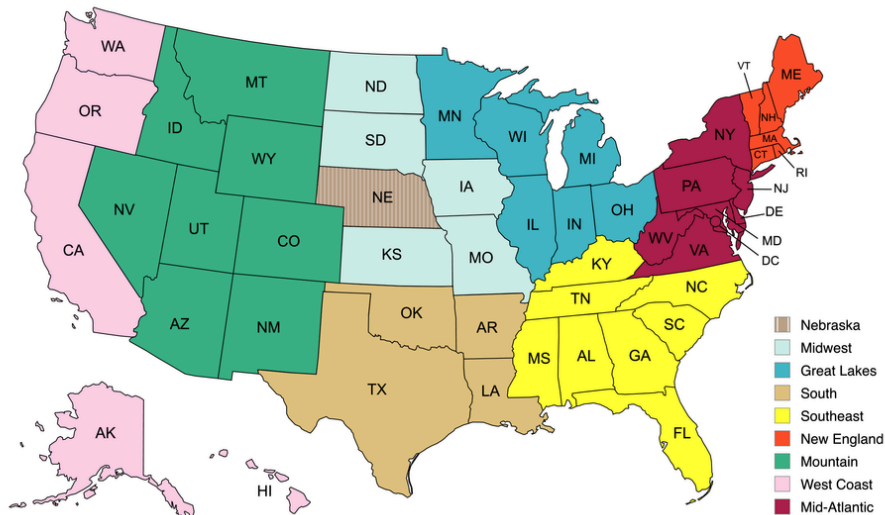 WA
OR
CA
NV
ID
MT
WY
UT
CO
AZ
NM
ND
SD
NE
KS
MN
IA
MO
WI
IL
MI
IN
OH
OK
TX
AR
LA
KY
TN
MS
AL
GA
FL
SC
NC
VA
WV
PA
NY
VT
ME
NH
MA
CT
RI
NJ
DE
MD
DC
AK
HI
Nebraska
Midwest
Great Lakes
South
Southeast
New England
Mountain
West Coast
Mid-Atlantic